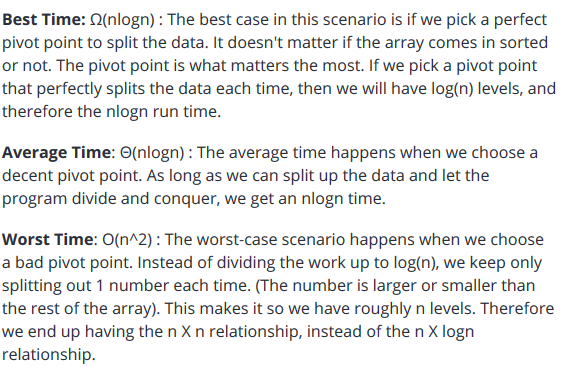 Best Time: Ω(nlogn) : The best case in this scenario is if we pick a perfect
pivot point to split the data. It doesn't matter if the array comes in sorted
or not. The pivot point is what matters the most. If we pick a pivot point
that perfectly splits the data each time, then we will have log(n) levels, and
therefore the nlogn run time.
Average Time: Θ(nlogn) : The average time happens when we choose a
decent pivot point. As long as we can split up the data and let the
program divide and conquer, we get an nlogn time.
Worst Time: O(n^2) : The worst-case scenario happens when we choose
a bad pivot point. Instead of dividing the work up to log(n), we keep only
splitting out 1 number each time. (The number is larger or smaller than
the rest of the array). This makes it so we have roughly n levels. Therefore
we end up having the n X n relationship, instead of the n X logn
relationship.